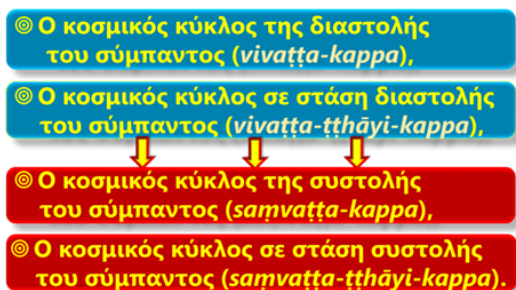 ◎ Ο κοσμικός κύκλος της διαστολής
του σύμπαντος (vivaṭṭa-kappa),
◎ Ο κοσμικός κύκλος σε στάση διαστολής
του σύμπαντος (vivaṭṭa-ṭṭhāyi-kappa),
◎ Ο κοσμικός κύκλος της συστολής
του σύμπαντος (saṃvaṭṭa-kappa),
◎ Ο κοσμικός κύκλος σε στάση συστολής
του σύμπαντος (saṃvaṭṭa-ṭṭhāyi-kappa).